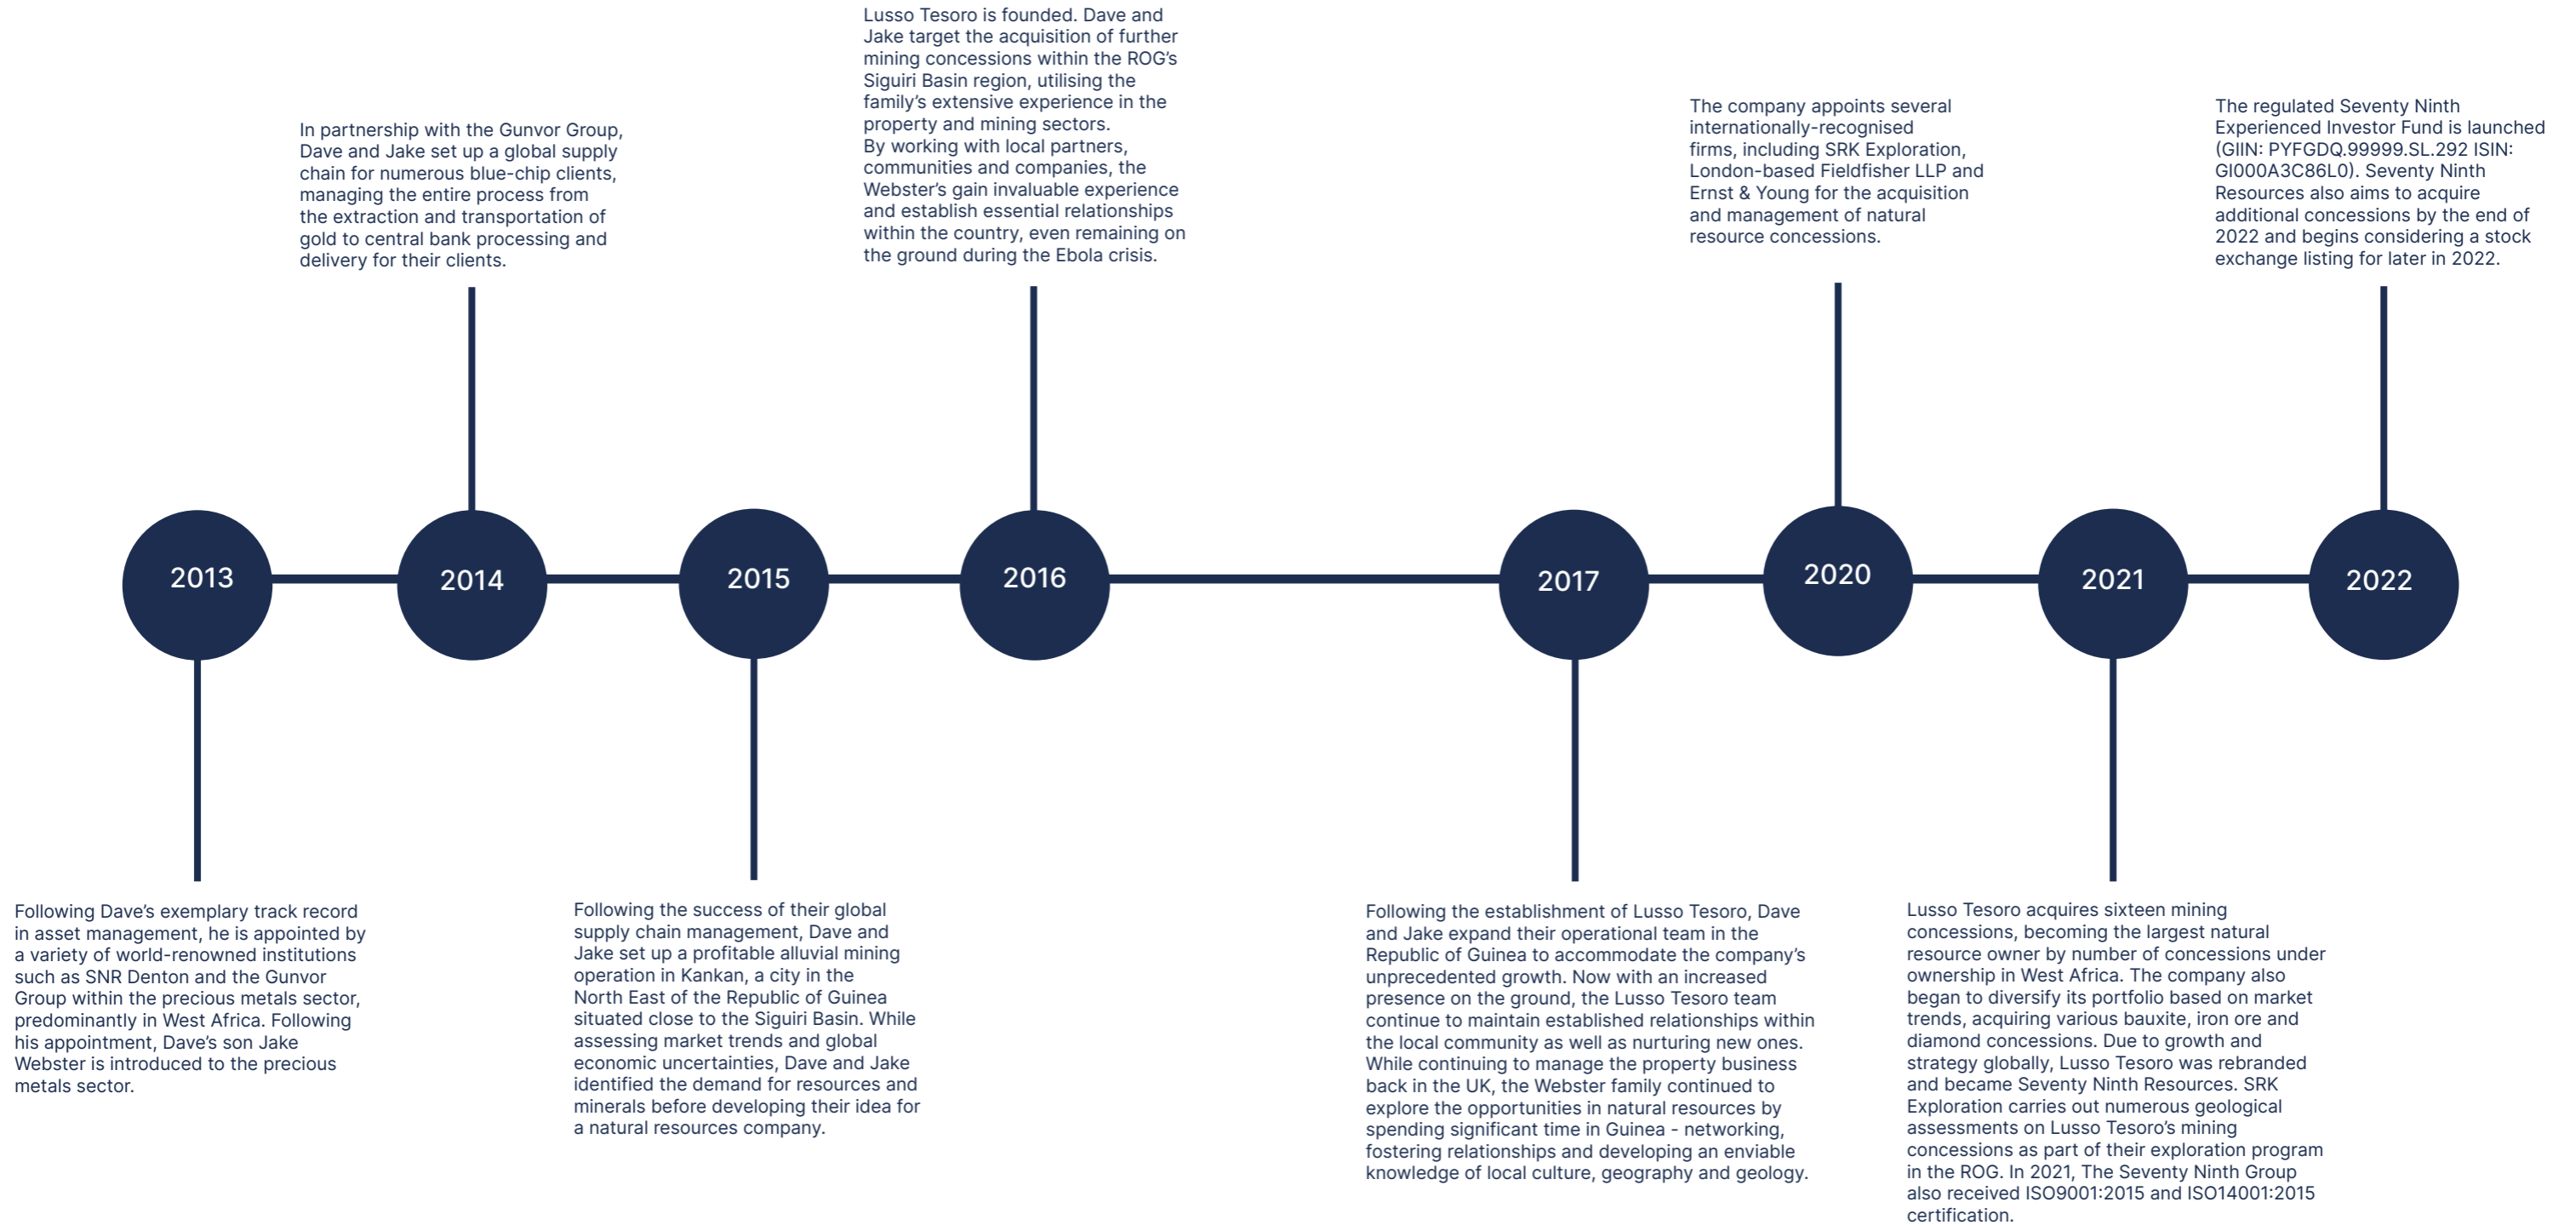 Lusso Tesoro is founded. Dave and
Jake target the acquisition of further
mining concessions within the ROG’s
Siguiri Basin region, utilising the
family’s extensive experience in the
property and mining sectors.
By working with local partners,
communities and companies, the
Webster’s gain invaluable experience
and establish essential relationships
within the country, even remaining on
the ground during the Ebola crisis.
In partnership with the Gunvor Group,
Dave and Jake set up a global supply
chain for numerous blue-chip clients,
managing the entire process from
the extraction and transportation of
gold to central bank processing and
delivery for their clients.
The company appoints several
internationally-recognised
firms, including SRK Exploration,
London-based Fieldfisher LLP and
Ernst & Young for the acquisition
and management of natural
resource concessions.
The regulated Seventy Ninth
Experienced Investor Fund is launched
(GIIN: PYFGDQ.99999.SL.292 ISIN:
GI000A3C86L0). Seventy Ninth
Resources also aims to acquire
additional concessions by the end of
2022 and begins considering a stock
exchange listing for later in 2022.
2013
2014
2015
2016
2017
2020
2021
2022
Following Dave’s exemplary track record
in asset management, he is appointed by
a variety of world-renowned institutions
such as SNR Denton and the Gunvor
Group within the precious metals sector,
predominantly in West Africa. Following
his appointment, Dave’s son Jake
Webster is introduced to the precious
metals sector.
Following the success of their global
supply chain management, Dave and
Jake set up a profitable alluvial mining
operation in Kankan, a city in the
North East of the Republic of Guinea
situated close to the Siguiri Basin. While
assessing market trends and global
economic uncertainties, Dave and Jake
identified the demand for resources and
minerals before developing their idea for
a natural resources company.
Following the establishment of Lusso Tesoro, Dave
and Jake expand their operational team in the
Republic of Guinea to accommodate the company’s
unprecedented growth. Now with an increased
presence on the ground, the Lusso Tesoro team
continue to maintain established relationships within
the local community as well as nurturing new ones.
While continuing to manage the property business
back in the UK, the Webster family continued to
explore the opportunities in natural resources by
spending significant time in Guinea - networking,
fostering relationships and developing an enviable
knowledge of local culture, geography and geology.
Lusso Tesoro acquires sixteen mining
concessions, becoming the largest natural
resource owner by number of concessions under
ownership in West Africa. The company also
began to diversify its portfolio based on market
trends, acquiring various bauxite, iron ore and
diamond concessions. Due to growth and
strategy globally, Lusso Tesoro was rebranded
and became Seventy Ninth Resources. SRK
Exploration carries out numerous geological
assessments on Lusso Tesoro’s mining
concessions as part of their exploration program
in the ROG. In 2021, The Seventy Ninth Group
also received ISO9001:2015 and ISO14001:2015
certification.